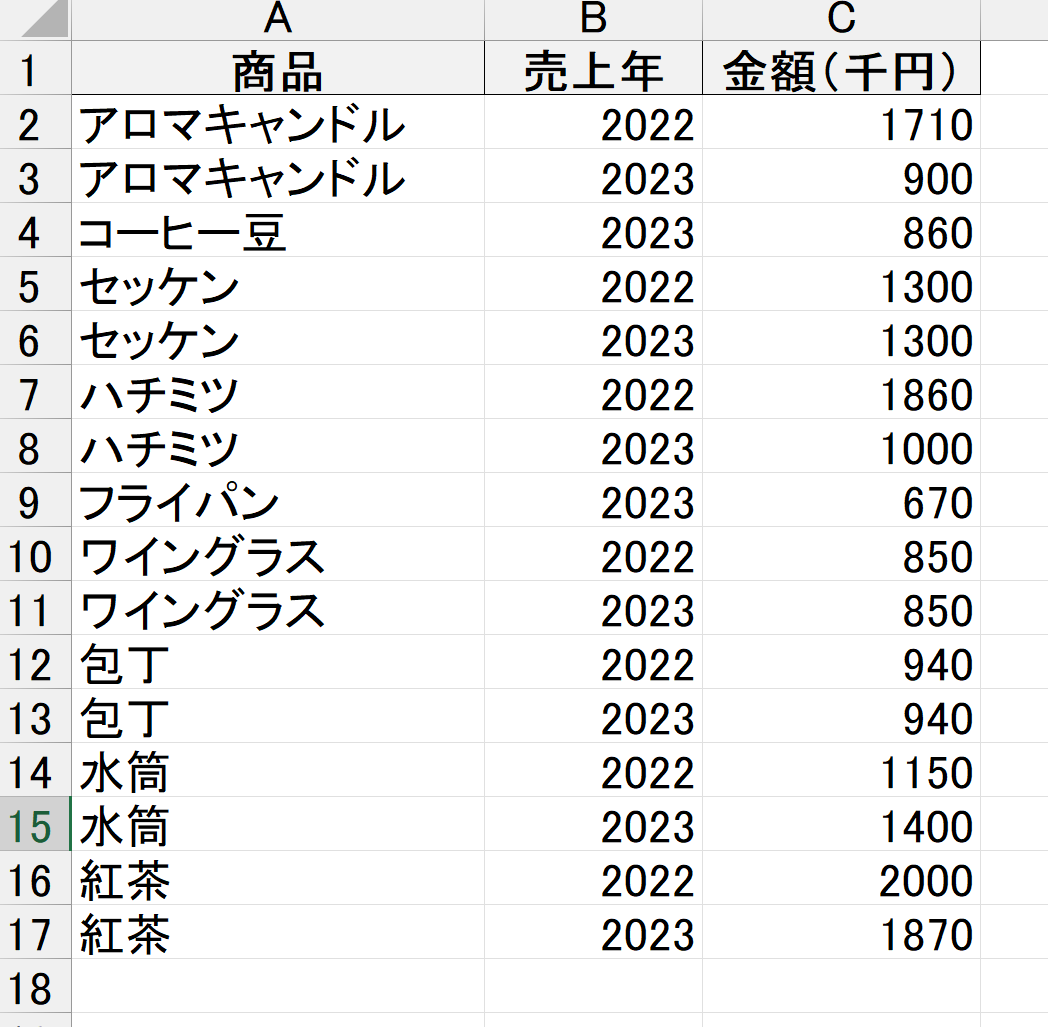 A B C
1 商品 売上年 金額(千円)
2 アロマキャンドル 2022 1710
3 アロマキャンドル 2023 900
4 コーヒー豆 2023 860
5 セッケン 2022 1300
6 セッケン 2023 1300
7 ハチミツ 2022 1860
8 ハチミツ 2023 1000
9 フライパン 2023 670
10 ワイングラス 2022 850
11 ワイングラス 2023 850
12 包丁 2022 940
13 包丁 2023 940
14 水筒 2022 1150
15 水筒 2023 1400
16 紅茶 2022 2000
17 紅茶 2023 1870
18